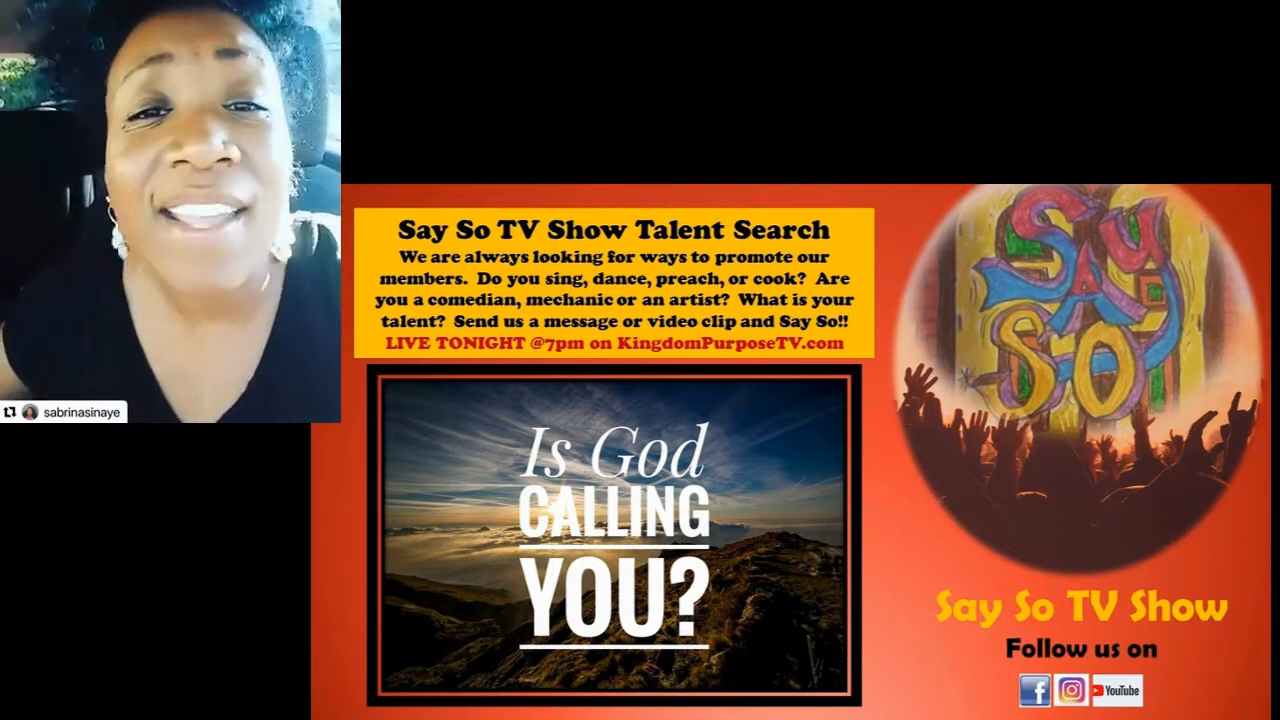 sabrinasinaye
Say So TV Show Talent Search
We are always looking for ways to promote our
members. Do you sing, dance, preach, or cook? Are
you a comedian, mechanic or an artist? What is your
talent? Send us a message or video clip and Say So!!
LIVE TONIGHT @7pm on KingdomPurposeTV.com
Is God
CALLING
YOU?
Say
SO
Say So TV Show
Follow us on
YouTube